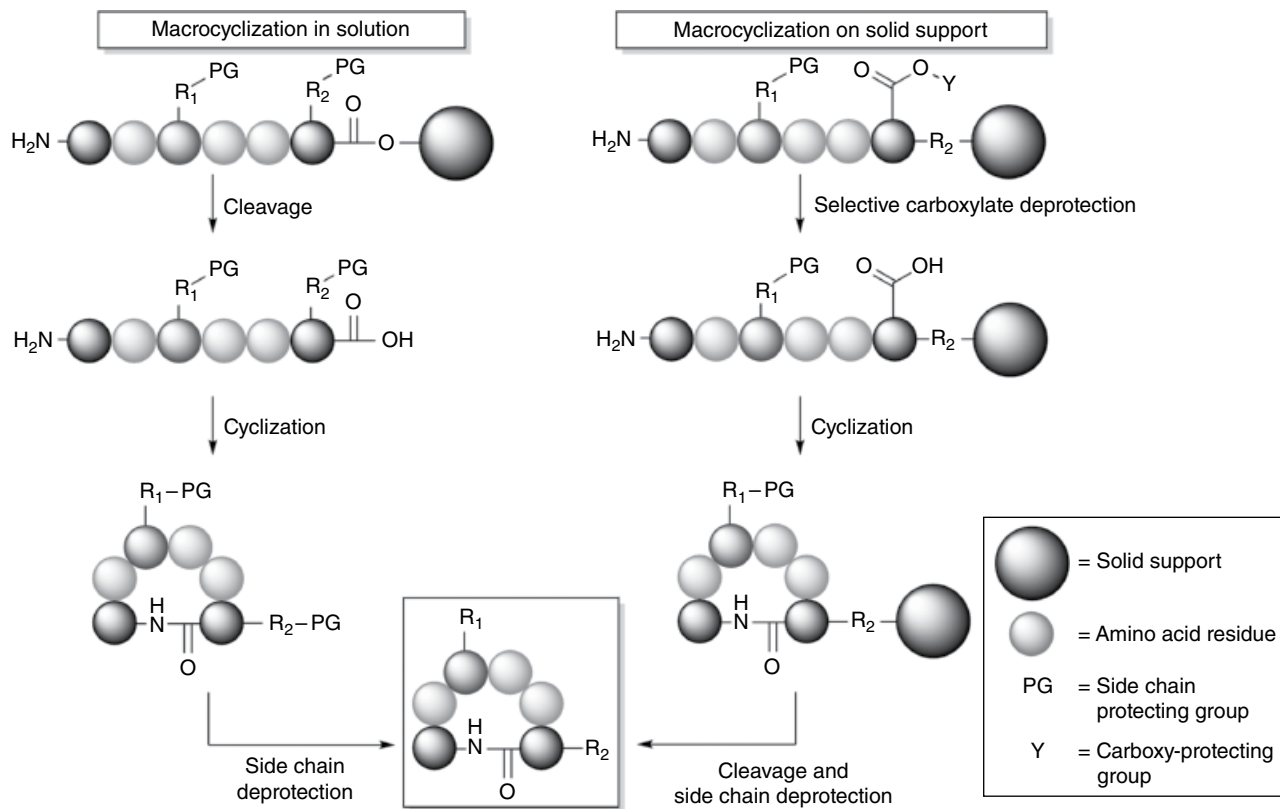 Macrocyclization in solution
PG
PG
R1
R2
O
H2N
O
Cleavage
PG
PG
R1
R2
O
H2N
OH
Cyclization
R1–PG
H
N
R2–PG
O
Side chain
deprotection
Macrocyclization on solid support
PG
O
O
Y
R1
H2N
R2
Selective carboxylate deprotection
PG
O
OH
R1
H2N
R2
Cyclization
R1–PG
H
N
R2
O
Cleavage and
side chain deprotection
R1
H
N
R2
O
= Solid support
= Amino acid residue
PG = Side chain
protecting group
Y = Carboxy-protecting
group